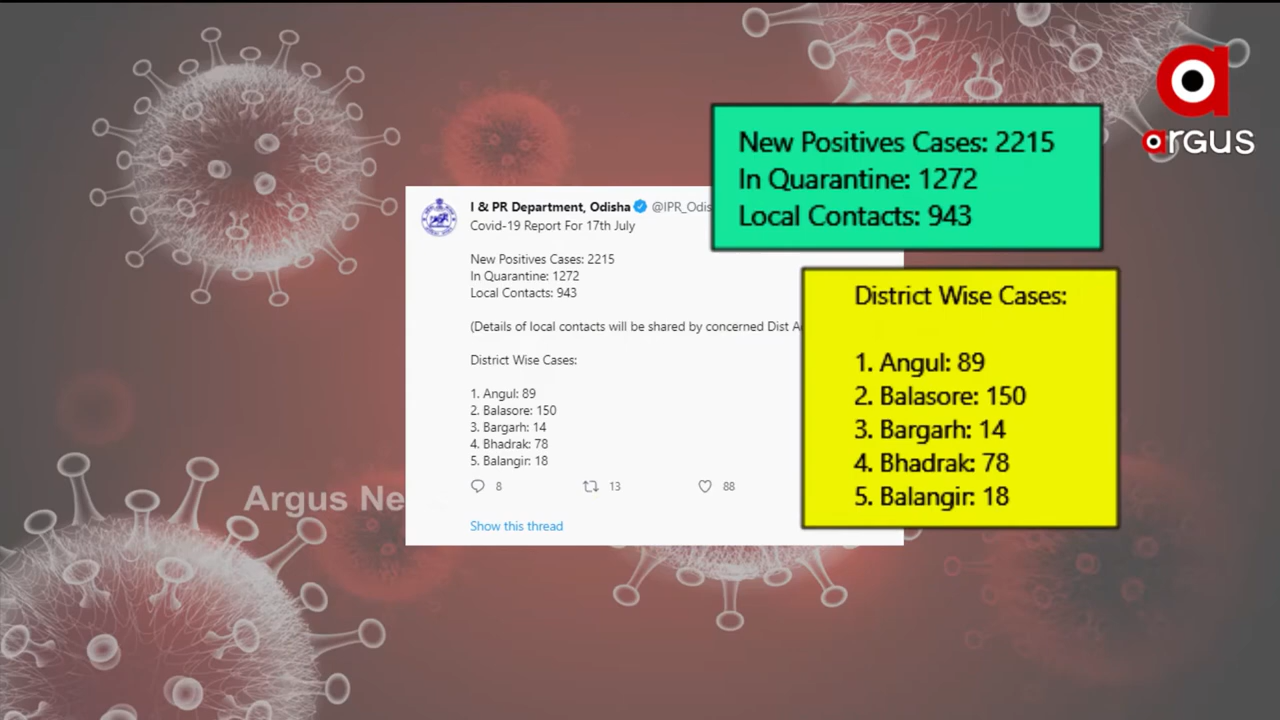 argus
New Positives Cases: 2215
In Quarantine: 1272
Local Contacts: 943
I & PR Department, Odisha @IPR_Odis
Covid-19 Report For 17th July
New Positives Cases: 2215
In Quarantine: 1272
Local Contacts: 943
(Details of local contacts will be shared by concerned Dist A
District Wise Cases:
1. Angul: 89
2. Balasore: 150
3. Bargarh: 14
4. Bhadrak: 78
5. Balangir: 18
8 13 88
Show this thread
District Wise Cases:
1. Angul: 89
2. Balasore: 150
3. Bargarh: 14
4. Bhadrak: 78
5. Balangir: 18
Argus Ne